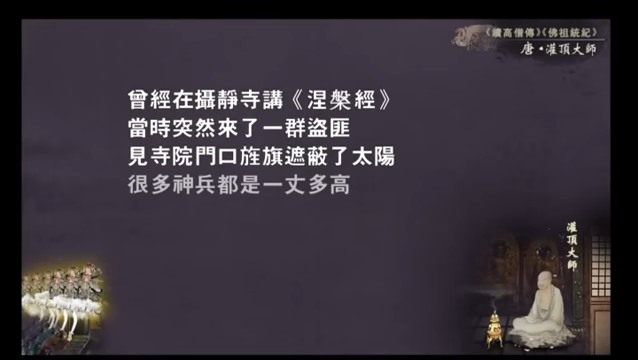 《續高僧傳》《佛祖統紀》
唐·灌頂大師
曾經在攝靜寺講《涅槃經》
當時突然來了一群盜匪
見寺院門口旌旗遮蔽了太陽
很多神兵都是一丈多高
灌頂大師